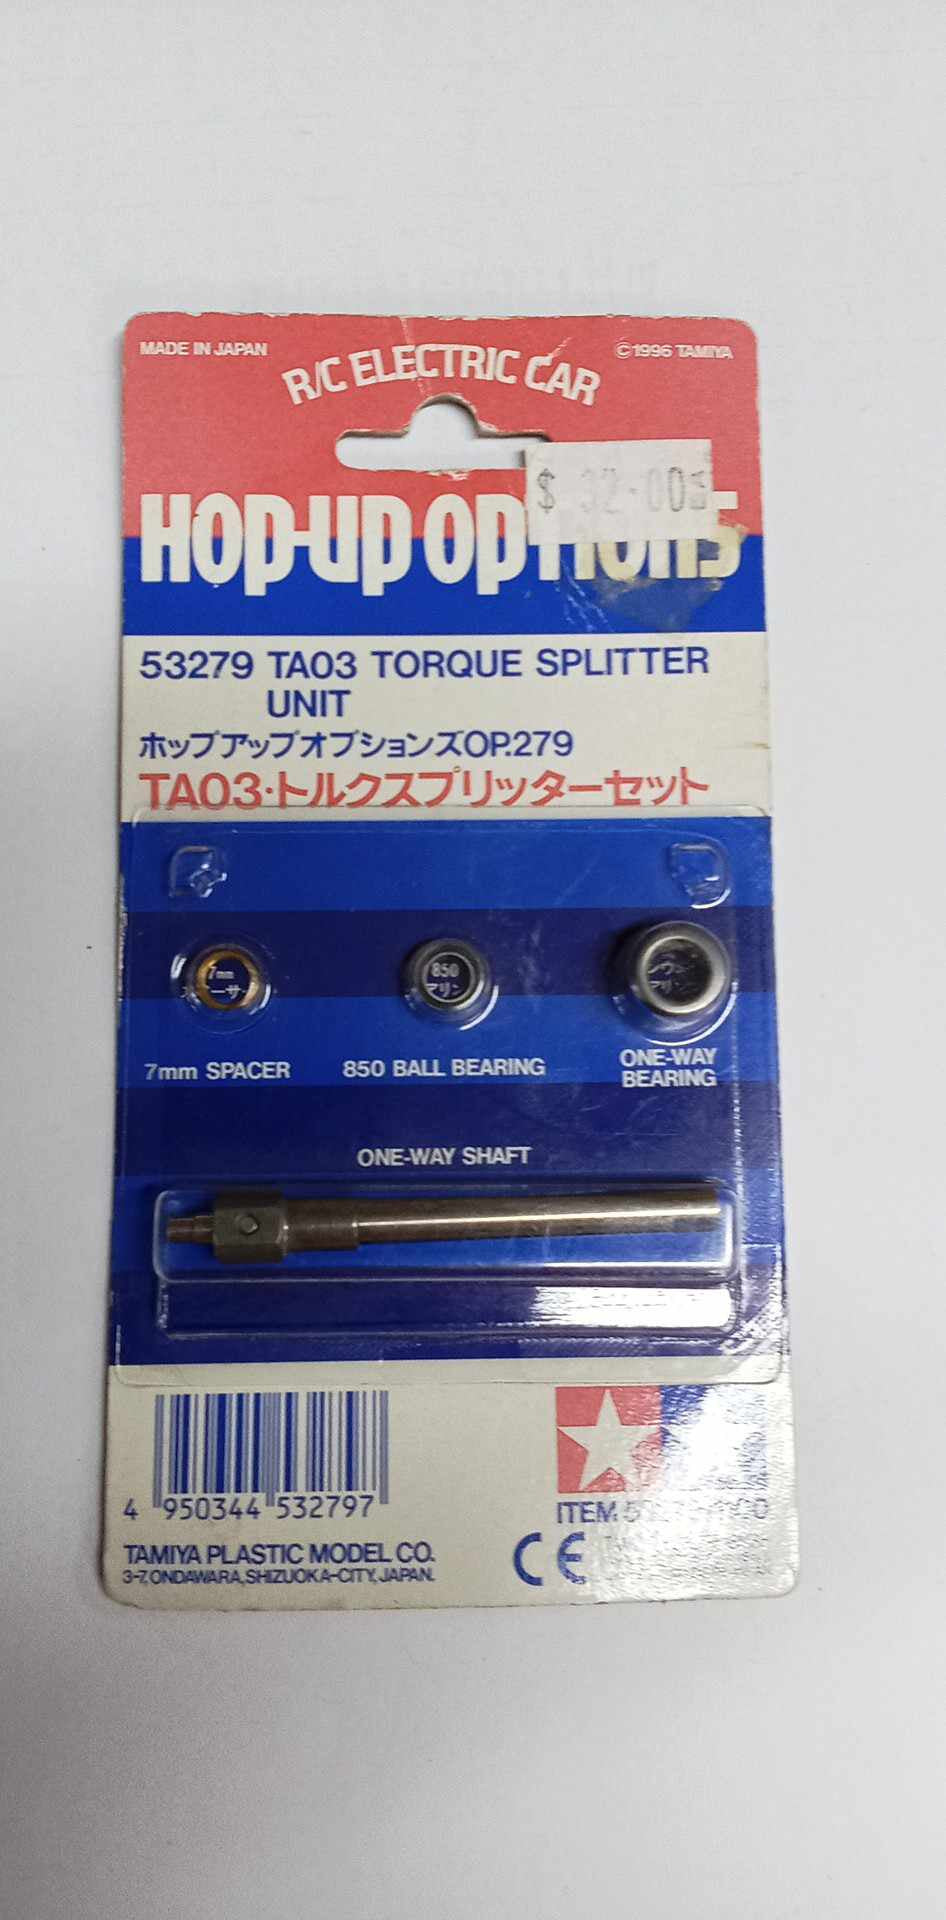 MADE IN JAPAN
©1996 TAMIYA
R/C ELECTRIC CAR
$ 32.00
HOP-UP OPTIONS
53279 TA03 TORQUE SPLITTER
UNIT
ホップアップオプションズOP.279
TA03・トルクスプリッターセット
7mm
850
7mm SPACER
850 BALL BEARING
ONE-WAY
BEARING
ONE-WAY SHAFT
4 950344 532797
ITEM
TAMIYA PLASTIC MODEL CO.
3-7, ONDAWARA, SHIZUOKA-CITY, JAPAN.
CE